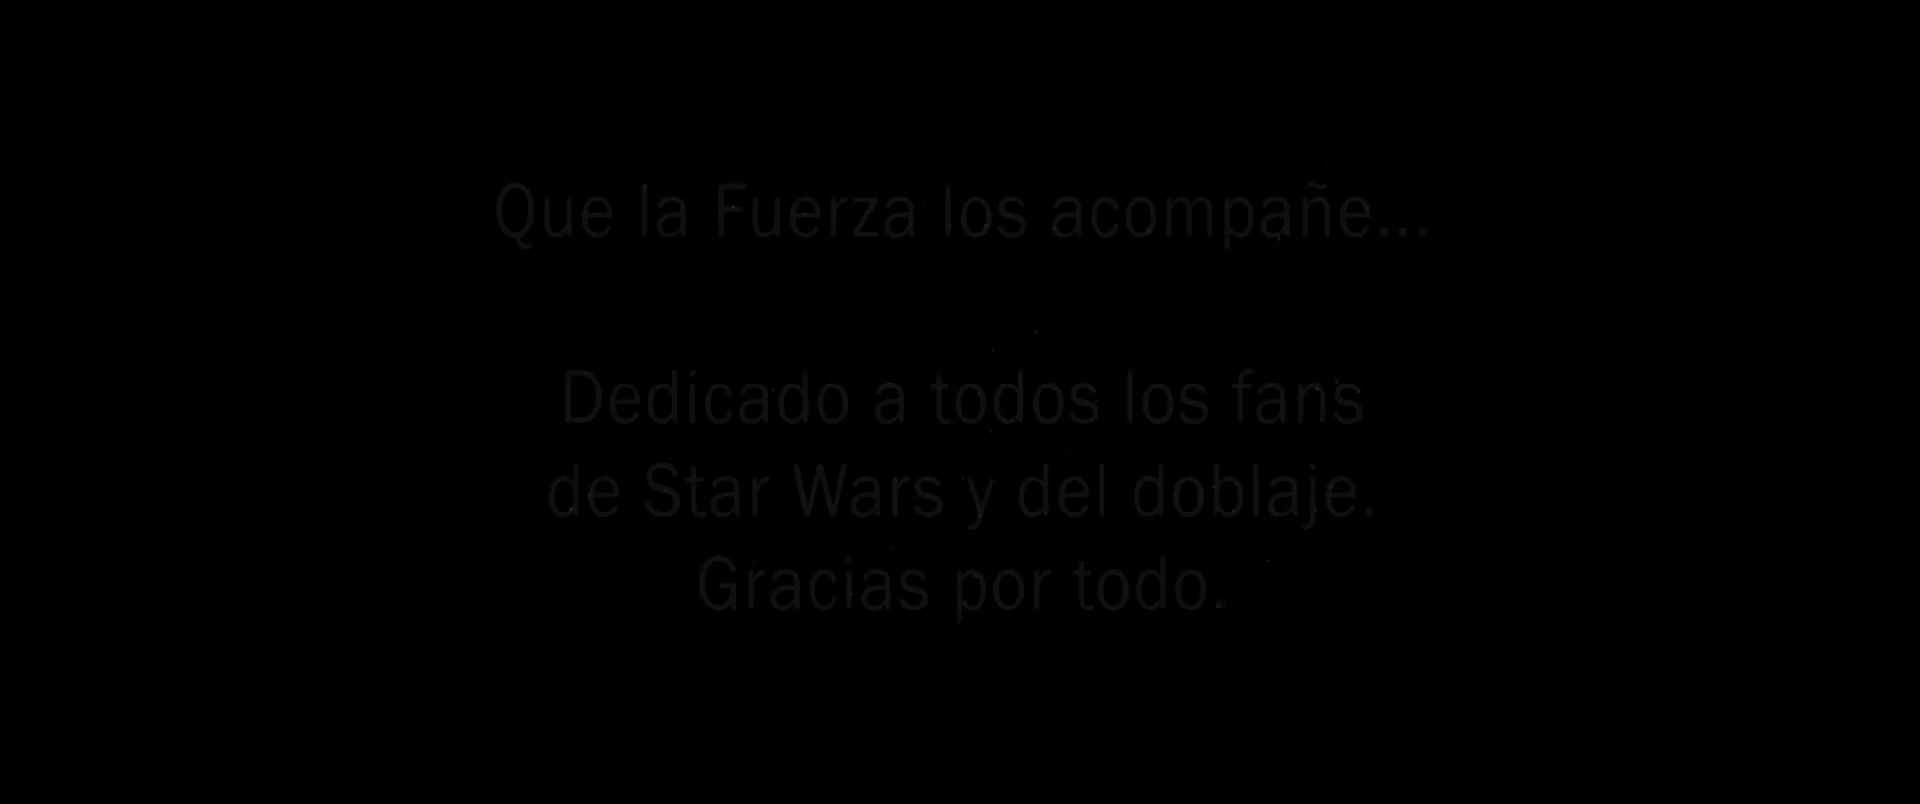 Que la Fuerza los acompañe...
Dedicado a todos los fans
de Star Wars y del doblaje.
Gracias por todo.